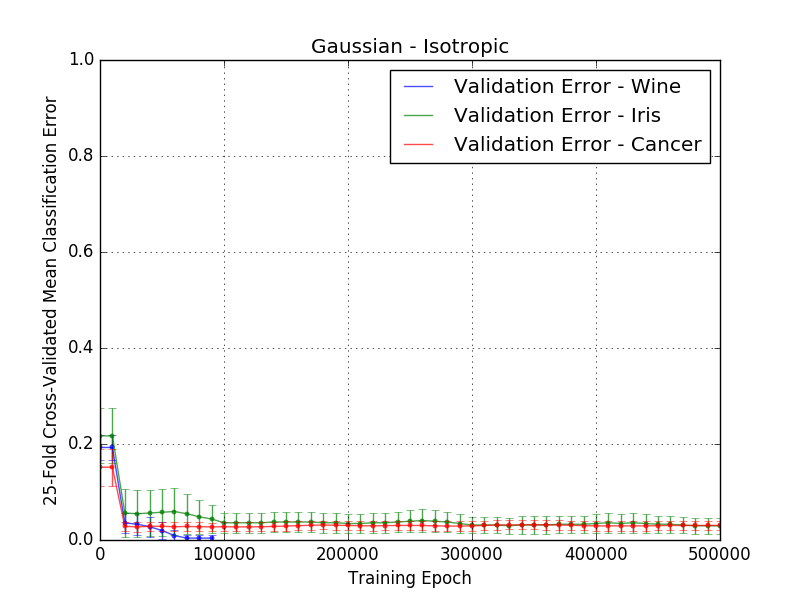 Gaussian - Isotropic
1.0
Validation Error - Wine
Validation Error - Iris
Validation Error - Cancer
0.8
0.6
0.4
0.2
0.0
25-Fold Cross-Validated Mean Classification Error
0 100000 200000 300000 400000 500000
Training Epoch